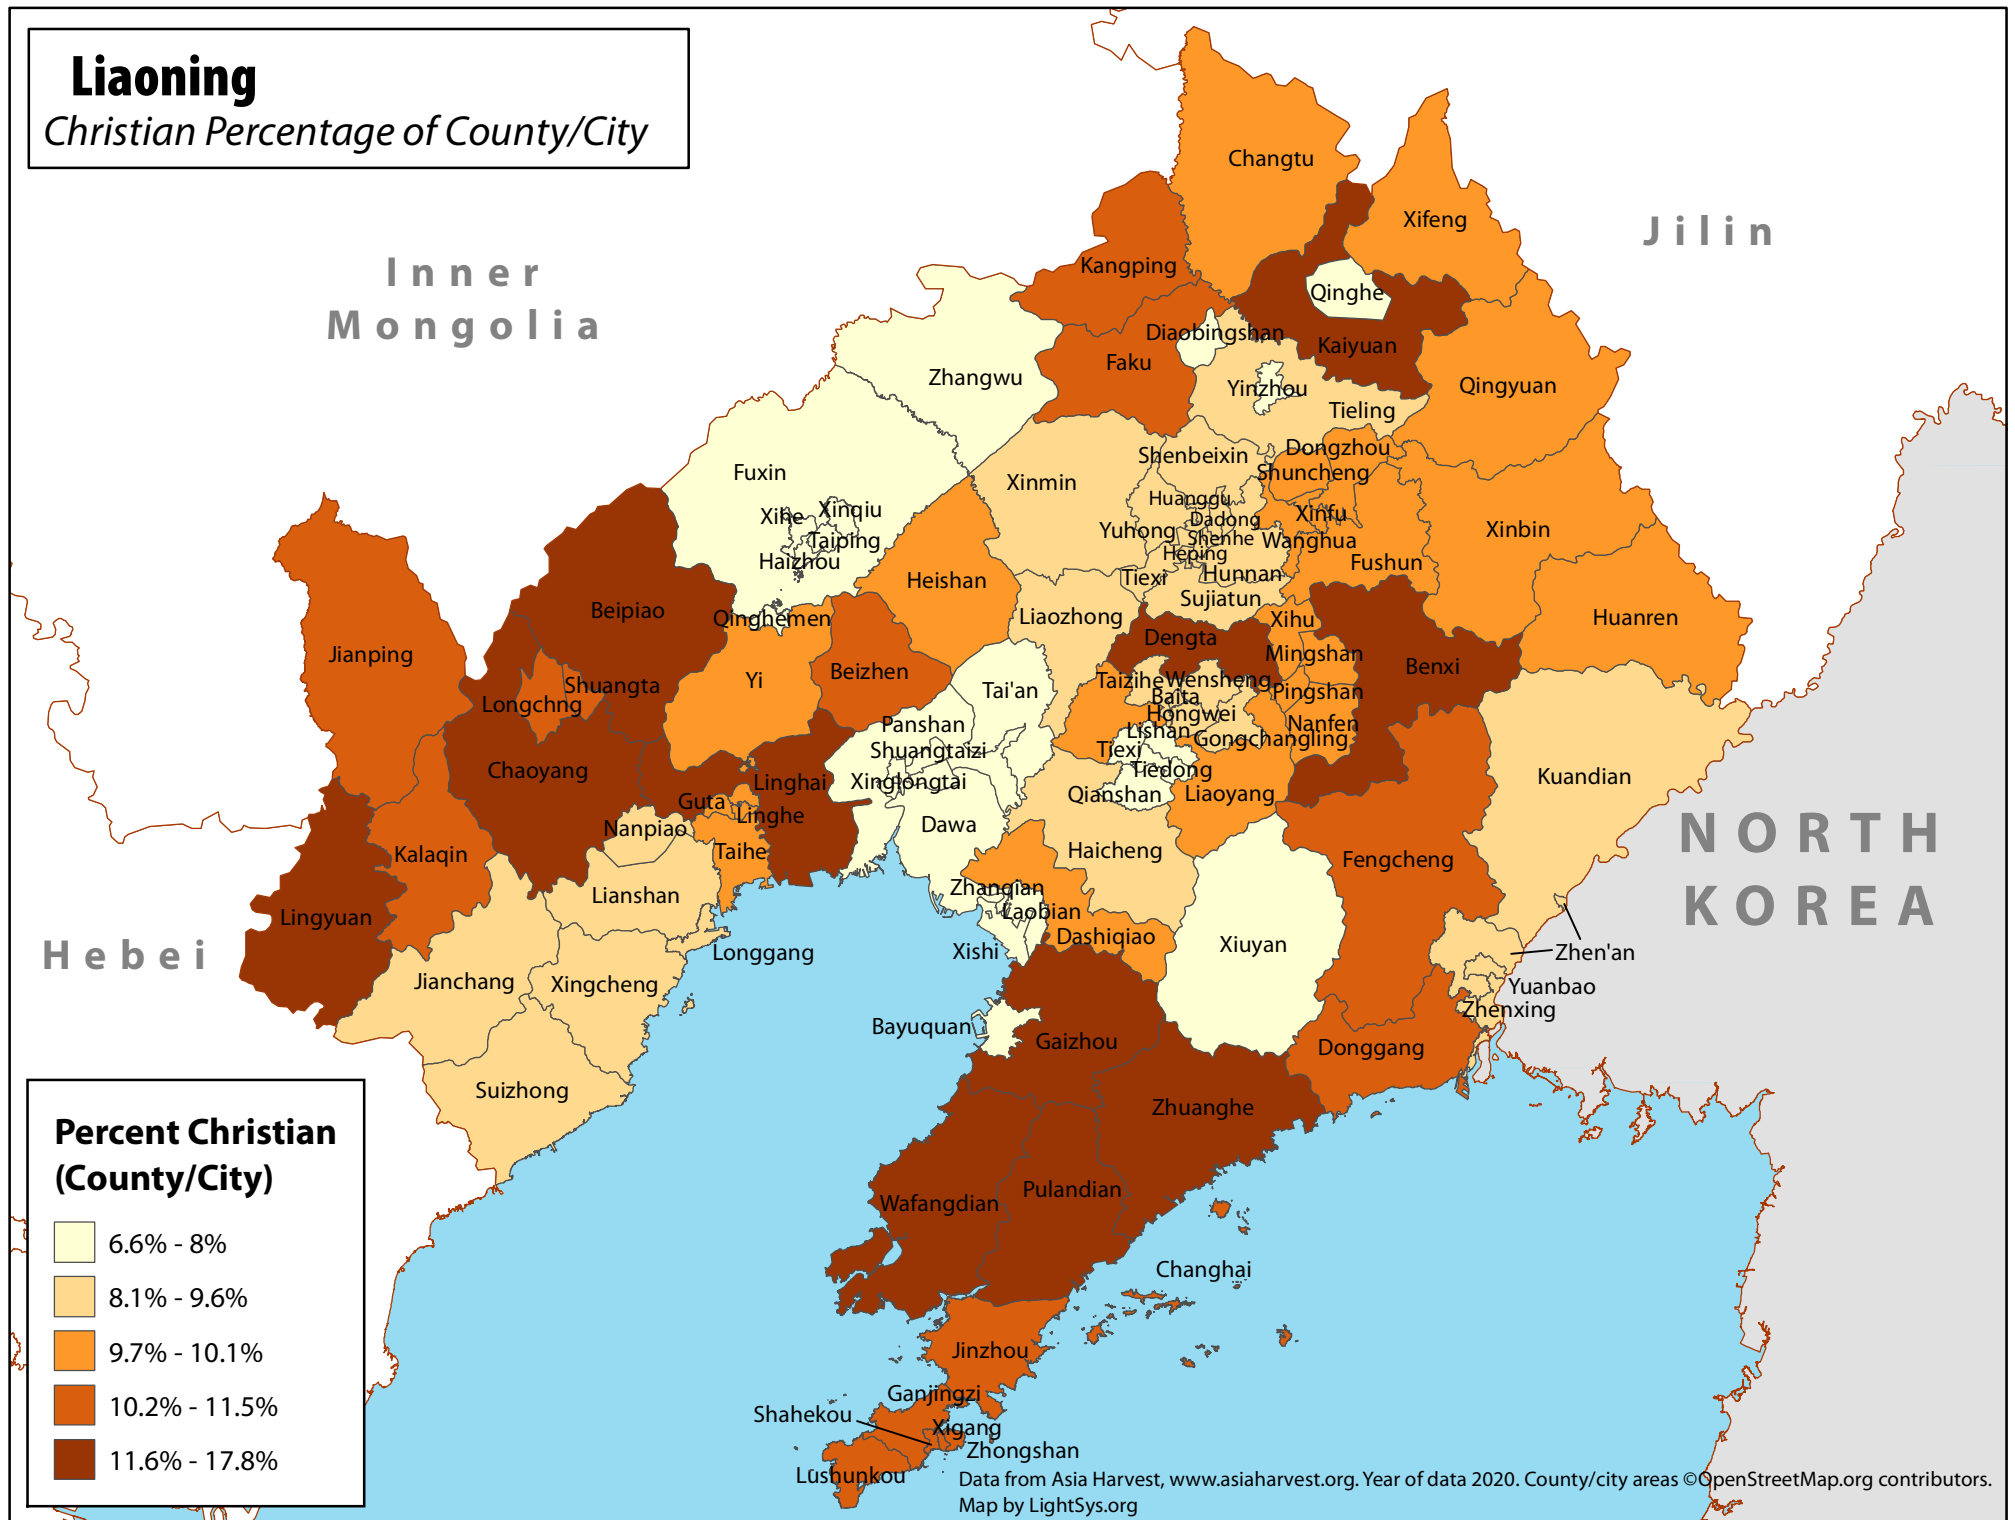 Liaoning
Christian Percentage of County/City
Inner
Mongolia
Jilin
Hebei
NORTH
KOREA
Changtu
Xifeng
Kangping
Qinghe
Diaobingshan
Kaiyuan
Faku
Zhangwu
Yinzhou
Qingyuan
Tieling
Dongzhou
Shenbeixin
Shuncheng
Fuxin
Xinmin
Huanggu
Xihe
Xinqiu
Dadong
Xinfu
Yuhong
Xinbin
Taiping
Shenhe
Wanghua
Heping
Haizhou
Fushun
Heishan
Tiexi
Hunnan
Sujiatun
Beipiao
Qinghemen
Liaozhong
Xihu
Huanren
Dengta
Jianping
Mingshan
Benxi
Beizhen
Yi
Shuangta
Longchng
Tai'an
Taizihe
Wensheng
Baita
Pingshan
Hongwei
Panshan
Lishan
Nanfen
Gongchangling
Shuangtaizi
Tiexi
Chaoyang
Linghai
Xinglongtai
Tiedong
Kuandian
Qianshan
Liaoyang
Guta
Linghe
Nanpiao
Dawa
Taihe
Haicheng
Kalaqin
Fengcheng
Lianshan
Zhanqian
Laobian
Lingyuan
Dashiqiao
Xiuyan
Longgang
Xishi
Zhen'an
Jianchang
Xingcheng
Yuanbao
Zhenxing
Bayuquan
Gaizhou
Donggang
Suizhong
Zhuanghe
Wafangdian
Pulandian
Changhai
Jinzhou
Ganjingzi
Shahekou
Xigang
Zhongshan
Lüshunkou
Percent Christian
(County/City)
6.6% - 8%
8.1% - 9.6%
9.7% - 10.1%
10.2% - 11.5%
11.6% - 17.8%
Data from Asia Harvest, www.asiaharvest.org. Year of data 2020. County/city areas ©OpenStreetMap.org contributors.
Map by LightSys.org